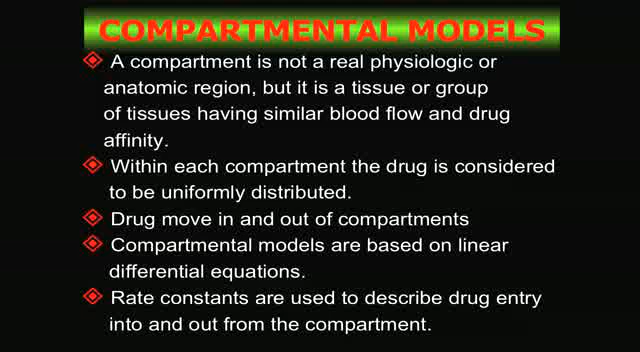 COMPARTMENTAL MODELS
A compartment is not a real physiologic or
anatomic region, but it is a tissue or group
of tissues having similar blood flow and drug
affinity.
Within each compartment the drug is considered
to be uniformly distributed.
Drug move in and out of compartments
Compartmental models are based on linear
differential equations.
Rate constants are used to describe drug entry
into and out from the compartment.